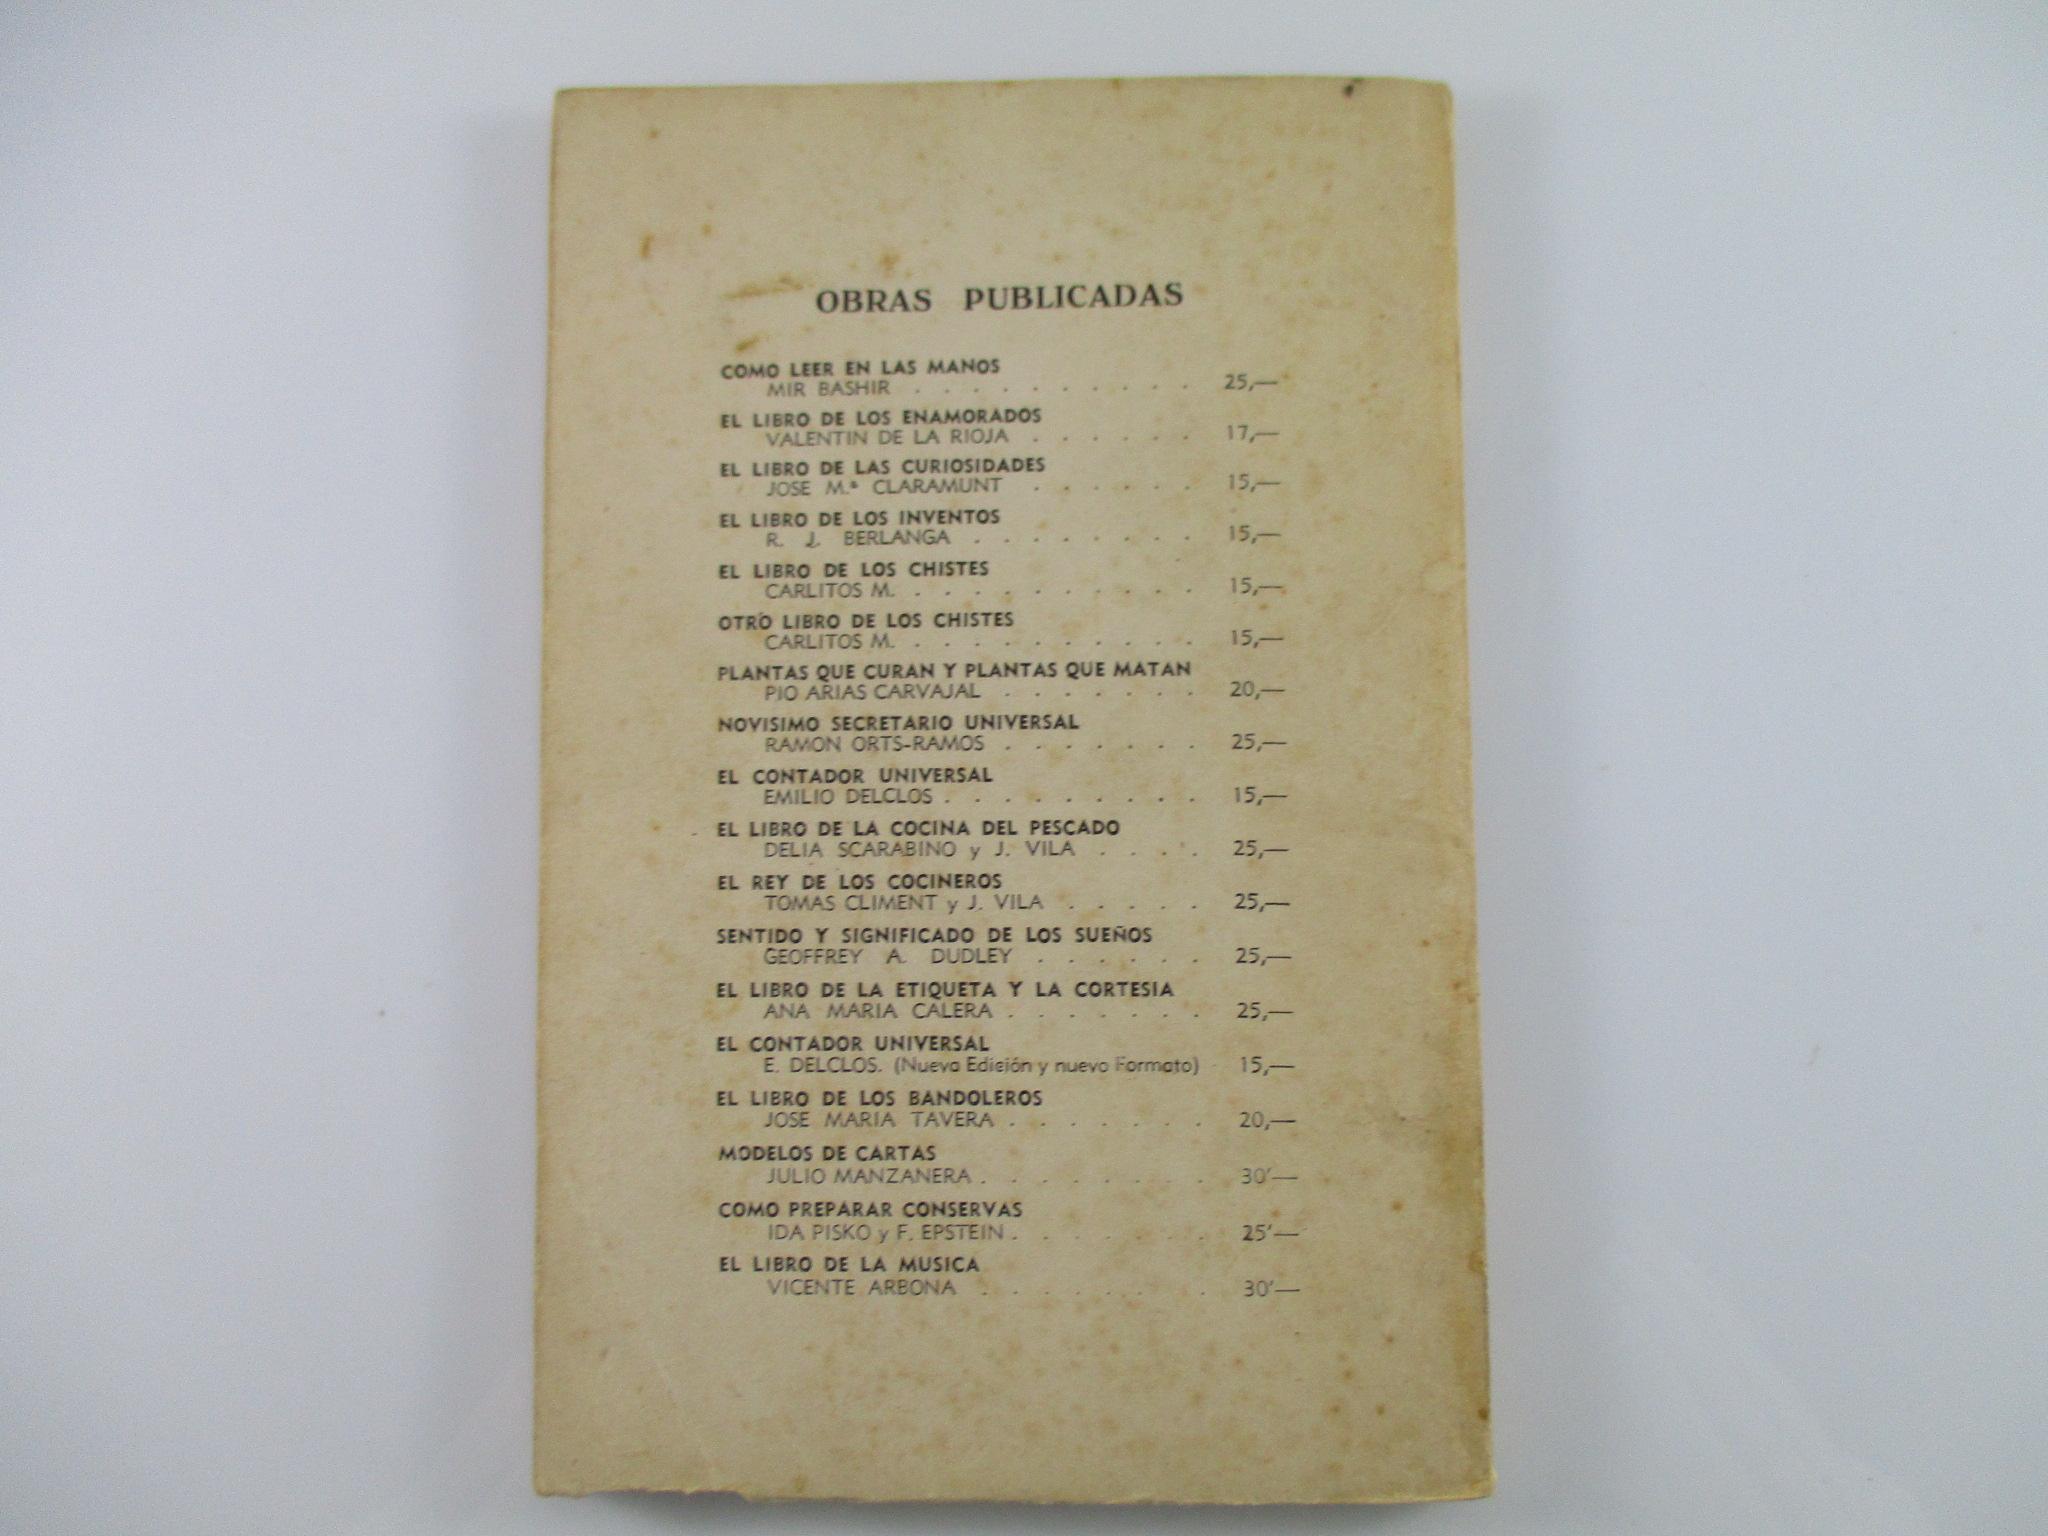 OBRAS PUBLICADAS
COMO LEER EN LAS MANOS
MIR BASHIR . . . . . . . . . . 25,—
EL LIBRO DE LOS ENAMORADOS
VALENTIN DE LA RIOJA . . . . . . 17,—
EL LIBRO DE LAS CURIOSIDADES
JOSE M.ª CLARAMUNT . . . . . . 15,—
EL LIBRO DE LOS INVENTOS
R. J. BERLANGA . . . . . . . . 15,—
EL LIBRO DE LOS CHISTES
CARLITOS M. . . . . . . . . . . 15,—
OTRO LIBRO DE LOS CHISTES
CARLITOS M. . . . . . . . . . . 15,—
PLANTAS QUE CURAN Y PLANTAS QUE MATAN
PIO ARIAS CARVAJAL . . . . . . . 20,—
NOVISIMO SECRETARIO UNIVERSAL
RAMON ORTS-RAMOS . . . . . . . 25,—
EL CONTADOR UNIVERSAL
EMILIO DELCLOS . . . . . . . . . 15,—
EL LIBRO DE LA COCINA DEL PESCADO
DELIA SCARABINO y J. VILA . . . . 25,—
EL REY DE LOS COCINEROS
TOMAS CLIMENT y J. VILA . . . . . 25,—
SENTIDO Y SIGNIFICADO DE LOS SUEÑOS
GEOFFREY A. DUDLEY . . . . . . 25,—
EL LIBRO DE LA ETIQUETA Y LA CORTESIA
ANA MARIA CALERA . . . . . . . 25,—
EL CONTADOR UNIVERSAL
E. DELCLOS. (Nueva Edición y nuevo Formato) 15,—
EL LIBRO DE LOS BANDOLEROS
JOSE MARIA TAVERA . . . . . . . 20,—
MODELOS DE CARTAS
JULIO MANZANERA . . . . . . . . 30'—
COMO PREPARAR CONSERVAS
IDA PISKO y F. EPSTEIN . . . . . . . 25'—
EL LIBRO DE LA MUSICA
VICENTE ARBONA . . . . . . . 30'—